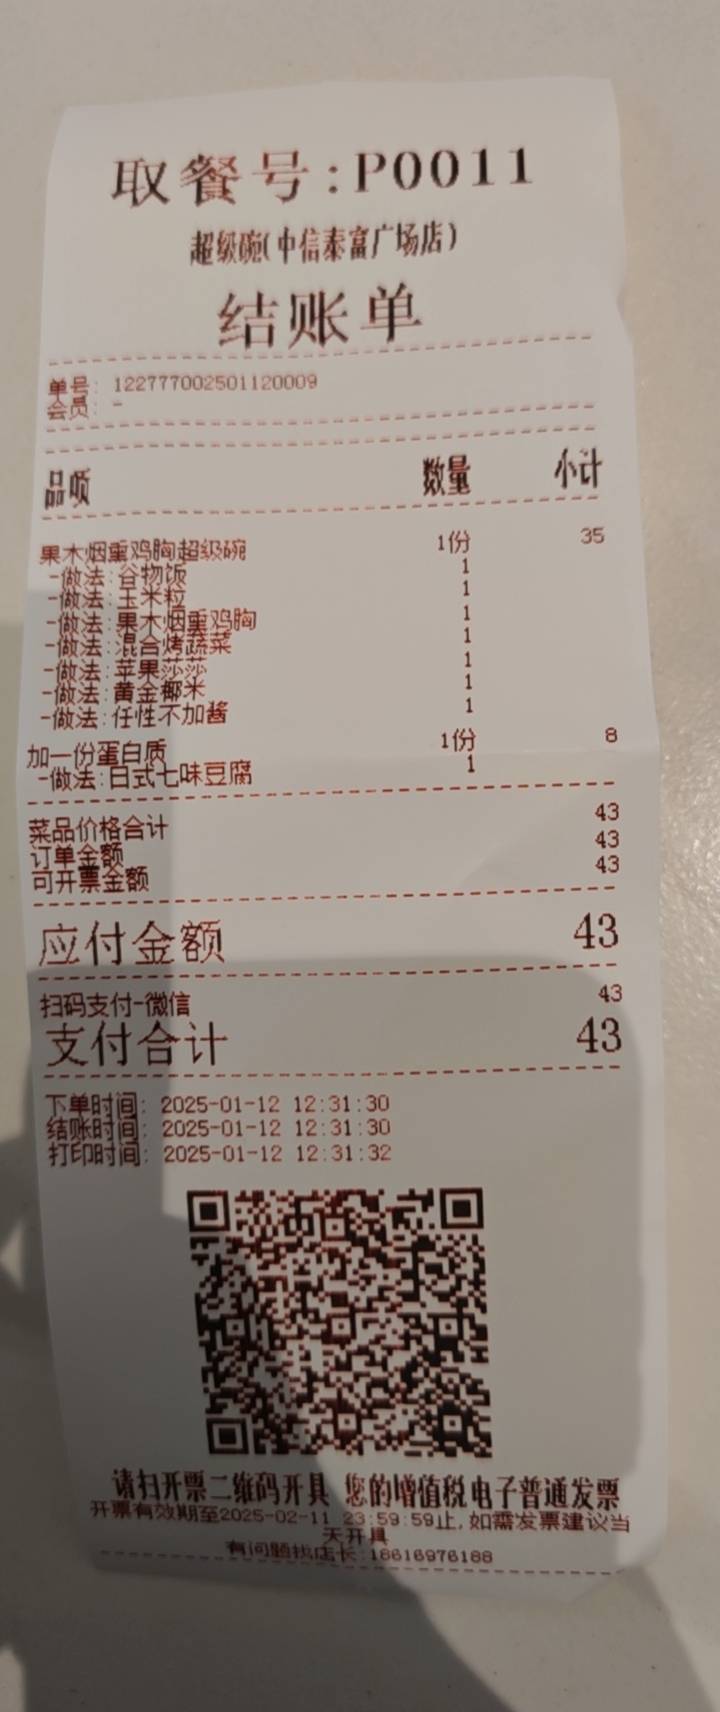 取餐号:P0011
超级碗(中信泰富广场店)
结账单
单号: 122777002501120009
会员: -
品项 数量 小计
果木烟熏鸡胸超级碗 1份 35
-做法:谷物饭 1
-做法:玉米粒 1
-做法:果木烟熏鸡胸 1
-做法:混合烤蔬菜 1
-做法:苹果莎莎 1
-做法:黄金椰米 1
-做法:任性不加酱 1
加一份蛋白质 1份 8
-做法:日式七味豆腐 1
菜品价格合计 43
订单金额 43
可开票金额 43
应付金额 43
扫码支付-微信 43
支付合计 43
下单时间: 2025-01-12 12:31:30
结账时间: 2025-01-12 12:31:30
打印时间: 2025-01-12 12:31:32
请扫开票二维码开具 您的增值税电子普通发票
开票有效期至2025-02-11 23:59:59止,如需发票建议当
天开具
有问题找店长:18616976188